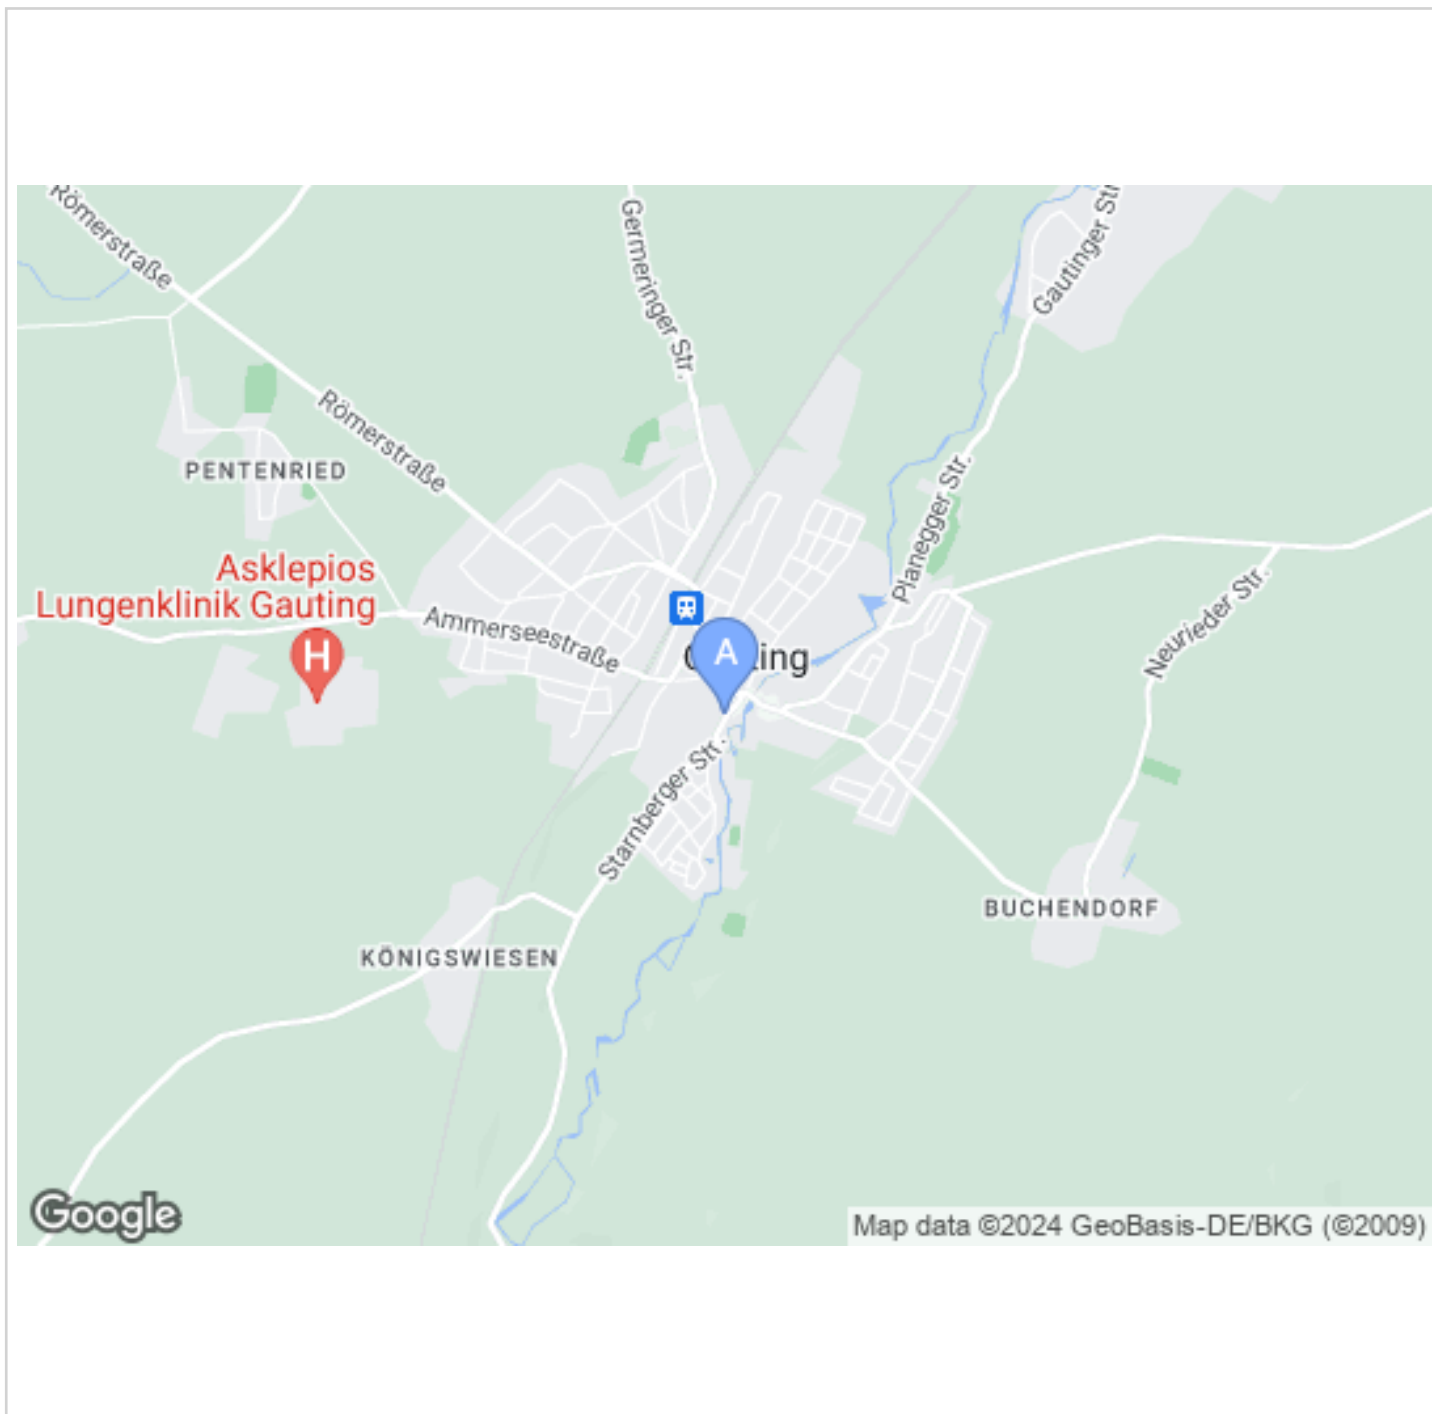 Römerstraße
Germeringer Str.
Gautinger Str
Römerstraße
PENTENRIED
Planegger Str.
Asklepios
Lungenklinik Gauting
H
Ammerseestraße
Neurieder Str.
A
Starnberger Str.
BUCHENDORF
KÖNIGSWIESEN
Google
Map data ©2024 GeoBasis-DE/BKG (©2009)